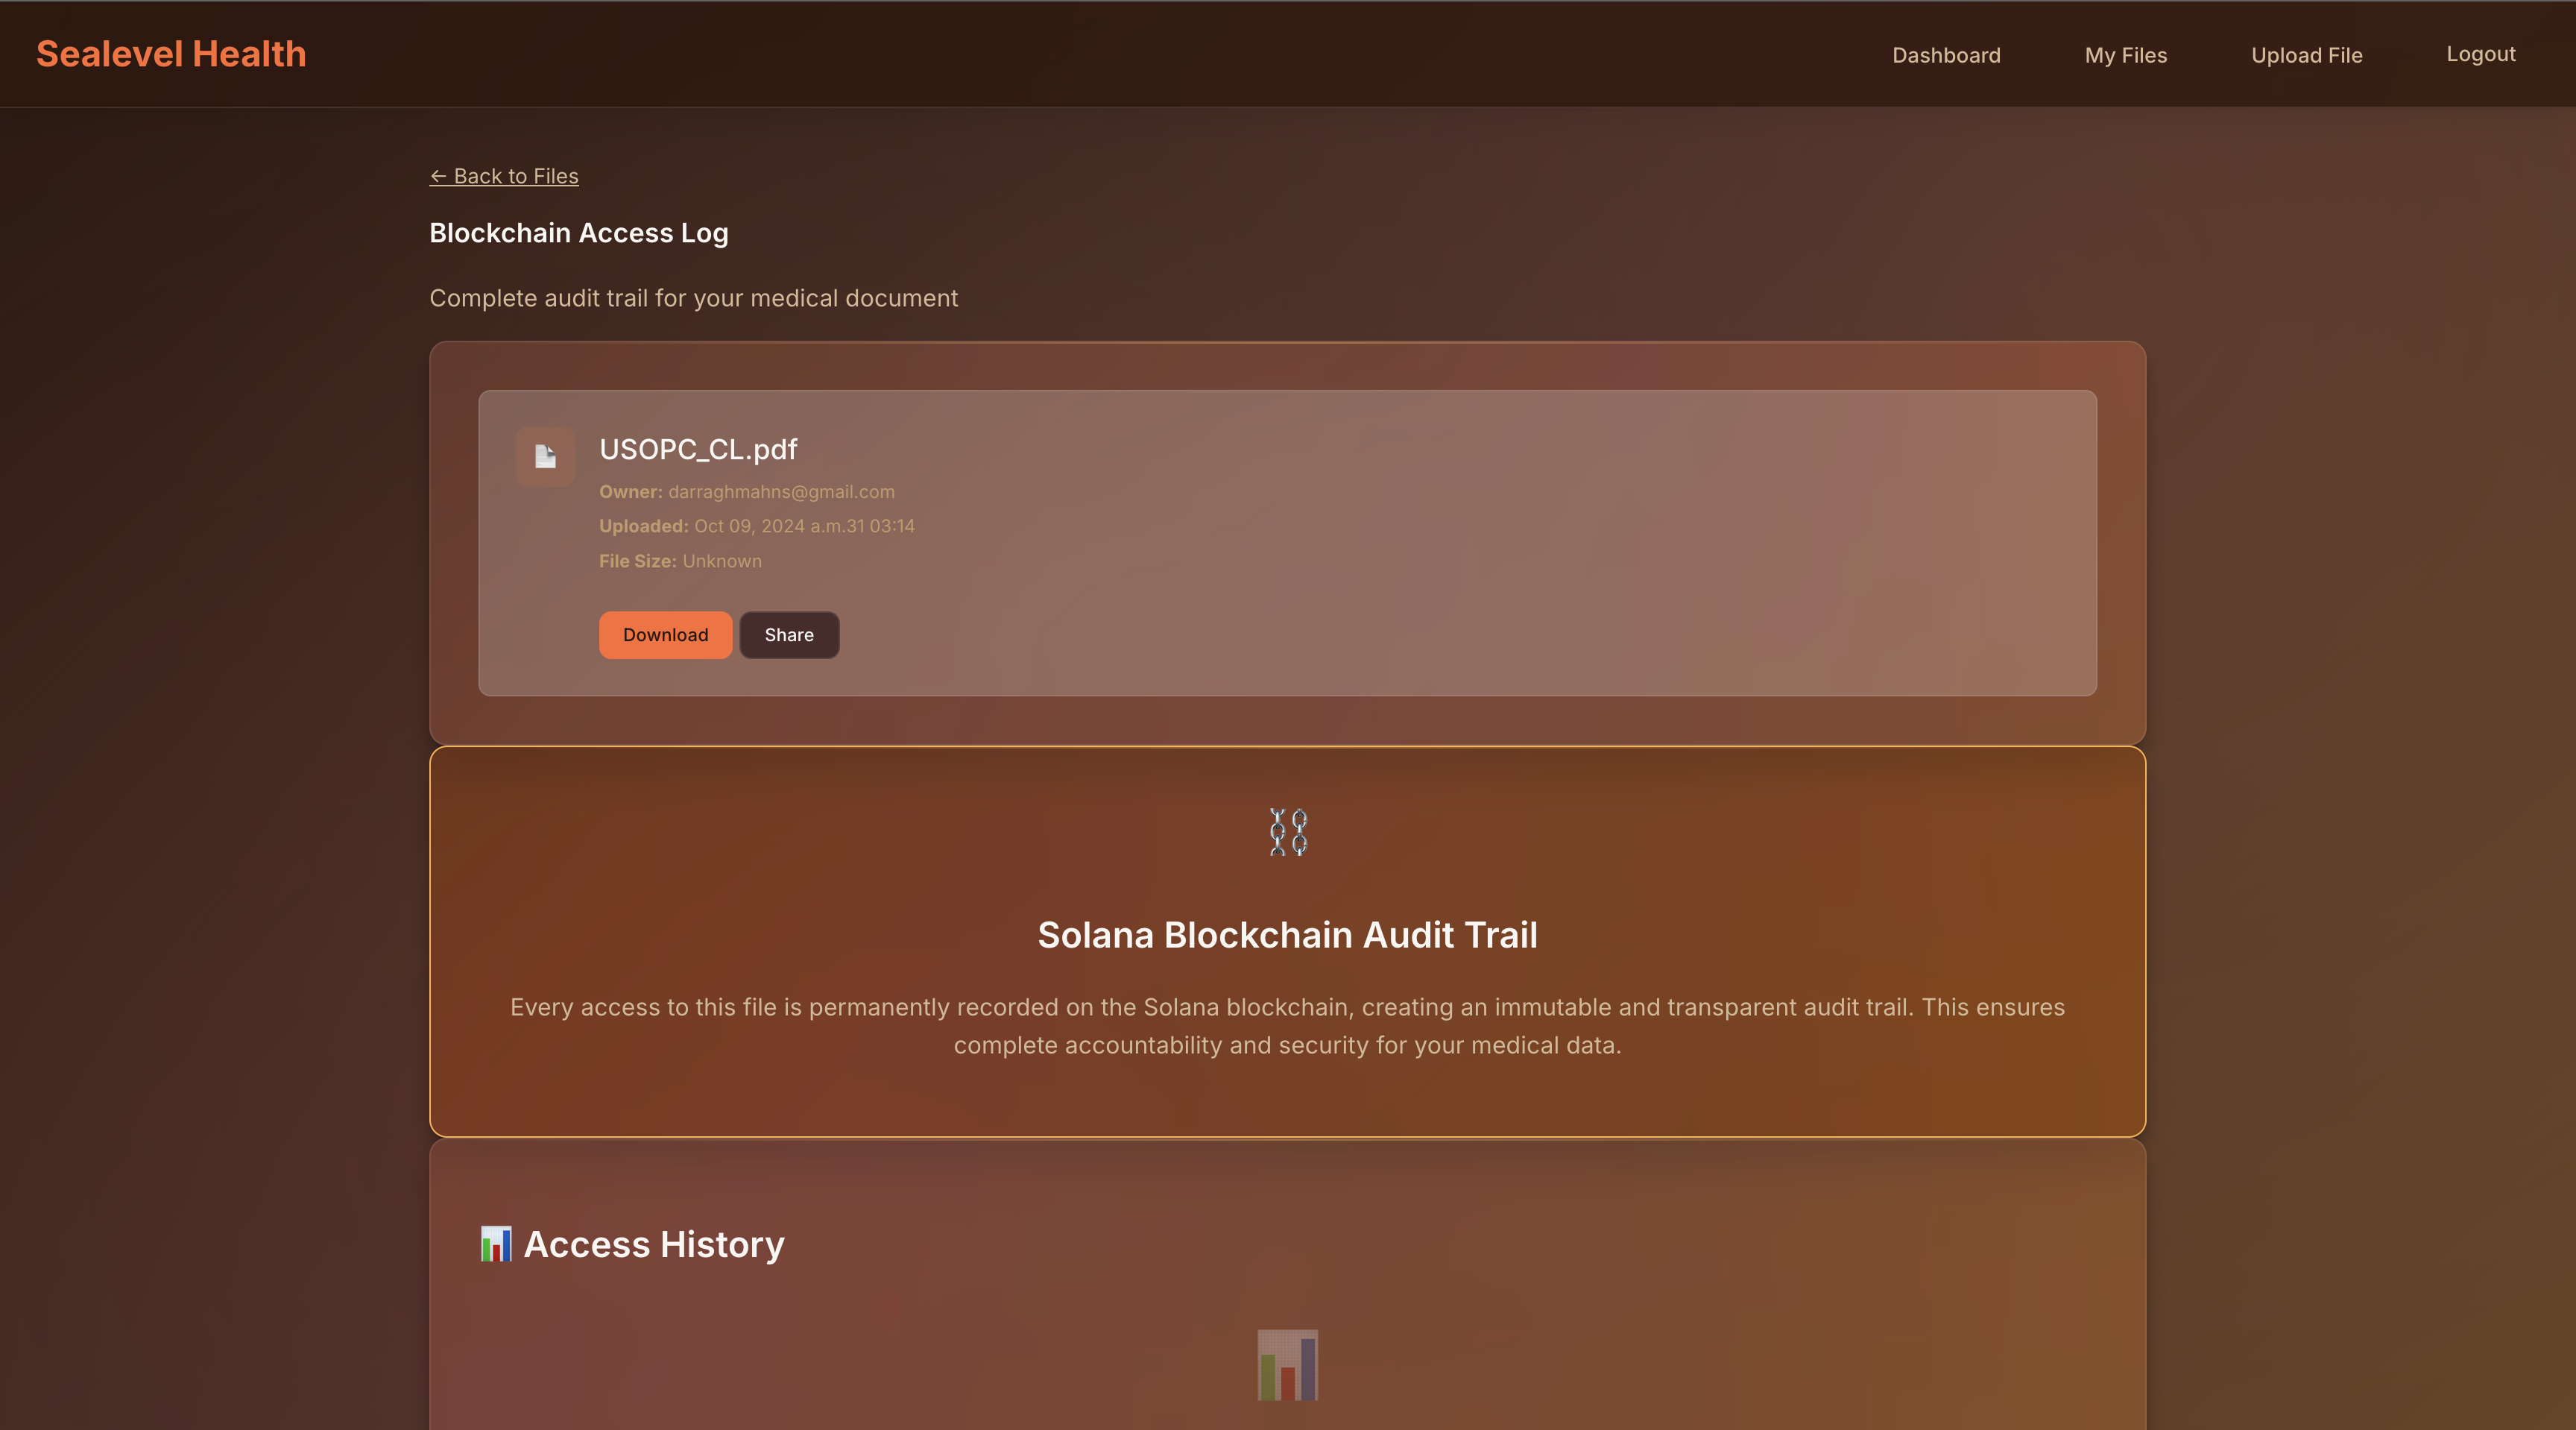 Sealevel Health
Dashboard
My Files
Upload File
Logout
← Back to Files
Blockchain Access Log
Complete audit trail for your medical document
USOPC_CL.pdf
Owner: darraghmahns@gmail.com
Uploaded: Oct 09, 2024 a.m.31 03:14
File Size: Unknown
Download
Share
Solana Blockchain Audit Trail
Every access to this file is permanently recorded on the Solana blockchain, creating an immutable and transparent audit trail. This ensures
complete accountability and security for your medical data.
Access History